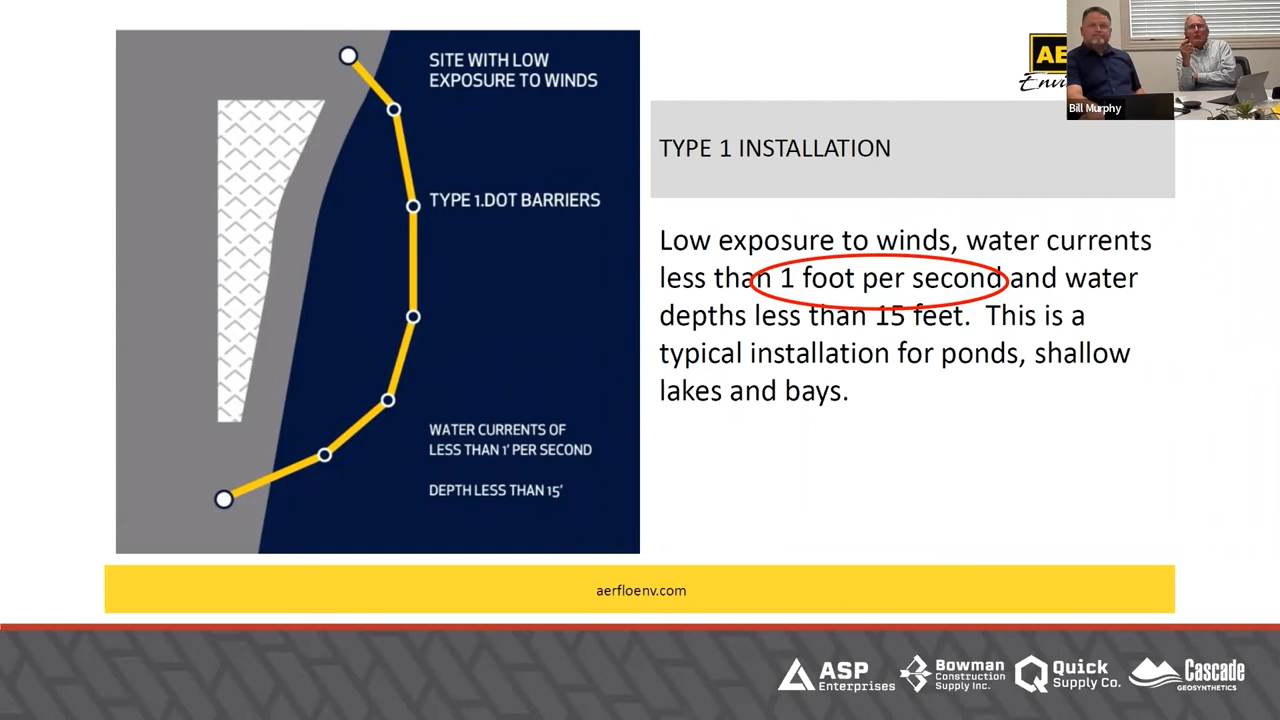 SITE WITH LOW
EXPOSURE TO WINDS
TYPE 1.DOT BARRIERS
WATER CURRENTS OF
LESS THAN 1' PER SECOND
DEPTH LESS THAN 15'
AE
Envi
Bill Murphy
TYPE 1 INSTALLATION
Low exposure to winds, water currents
less than 1 foot per second and water
depths less than 15 feet. This is a
typical installation for ponds, shallow
lakes and bays.
aerfloenv.com
ASP
Enterprises
Bowman
Construction
Supply Inc.
Quick
Supply Co.
Cascade
GEOSYNTHETICS